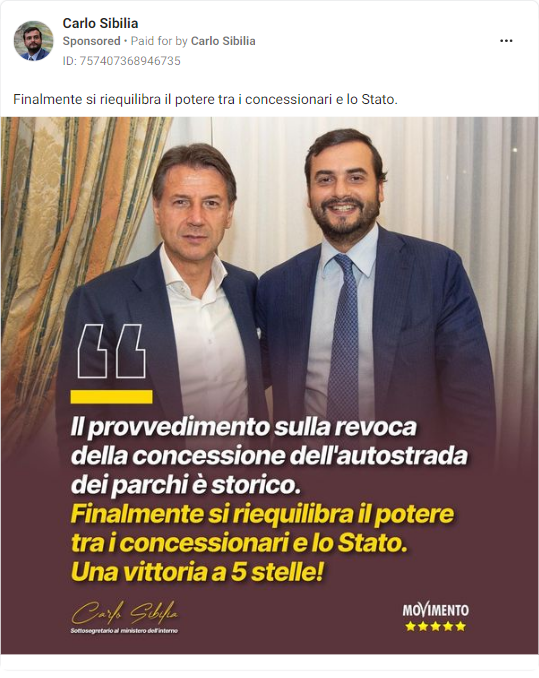 Carlo Sibilia
Sponsored • Paid for by Carlo Sibilia
ID: 757407368946735
Finalmente si riequilibra il potere tra i concessionari e lo Stato.
Il provvedimento sulla revoca
della concessione dell'autostrada
dei parchi è storico.
Finalmente si riequilibra il potere
tra i concessionari e lo Stato.
Una vittoria a 5 stelle!
Carlo Sibilia
Sottosegretario al ministero dell'interno
MOVIMENTO